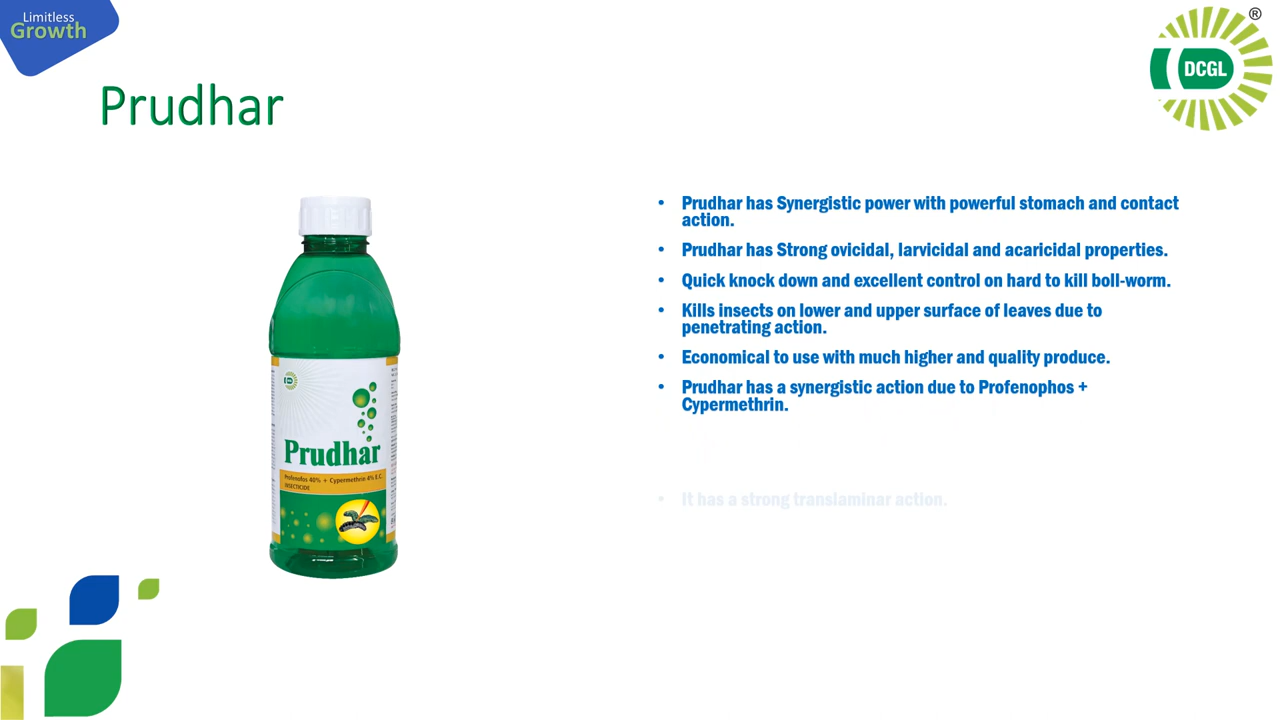 Limitless
Growth
®
DCGL
Prudhar
• Prudhar has Synergistic power with powerful stomach and contact
action.
• Prudhar has Strong ovicidal, larvicidal and acaricidal properties.
• Quick knock down and excellent control on hard to kill boll-worm.
• Kills insects on lower and upper surface of leaves due to
penetrating action.
• Economical to use with much higher and quality produce.
• Prudhar has a synergistic action due to Profenophos +
Cypermethrin.
• It has a strong translaminar action.
Prudhar
Profenofos 40% + Cypermethrin 4% E.C.
INSECTICIDE